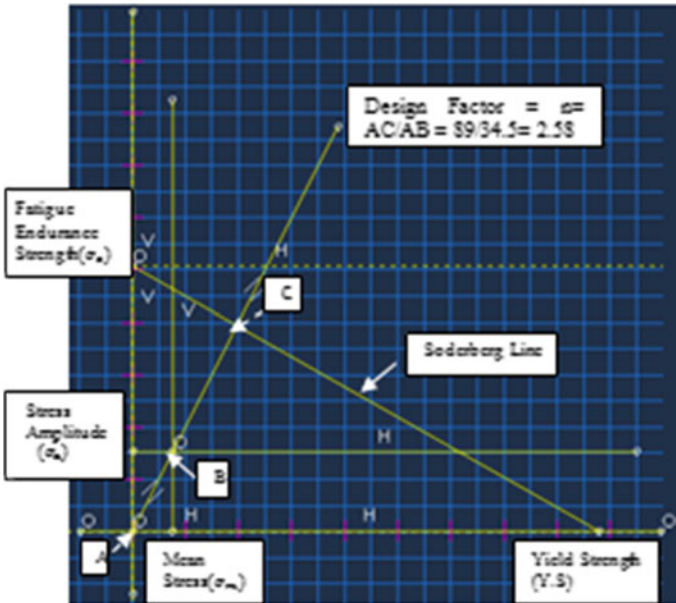 Design Factor = n=
AC/AB = 89/34.5= 2.58
Fatigue
Endurance
Strength(σₑ)
V
O
H
V
V
C
Soderberg Line
Stress
Amplitude
(σₐ)
O
H
B
O
O
H
H
O
A
Mean
Stress(σₘ)
Yield Strength
(Y.S)